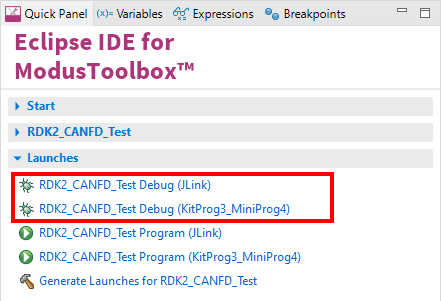 Quick Panel (x)= Variables Expressions Breakpoints
Eclipse IDE for
ModusToolbox™
Start
RDK2_CANFD_Test
Launches
RDK2_CANFD_Test Debug (JLink)
RDK2_CANFD_Test Debug (KitProg3_MiniProg4)
RDK2_CANFD_Test Program (JLink)
RDK2_CANFD_Test Program (KitProg3_MiniProg4)
Generate Launches for RDK2_CANFD_Test